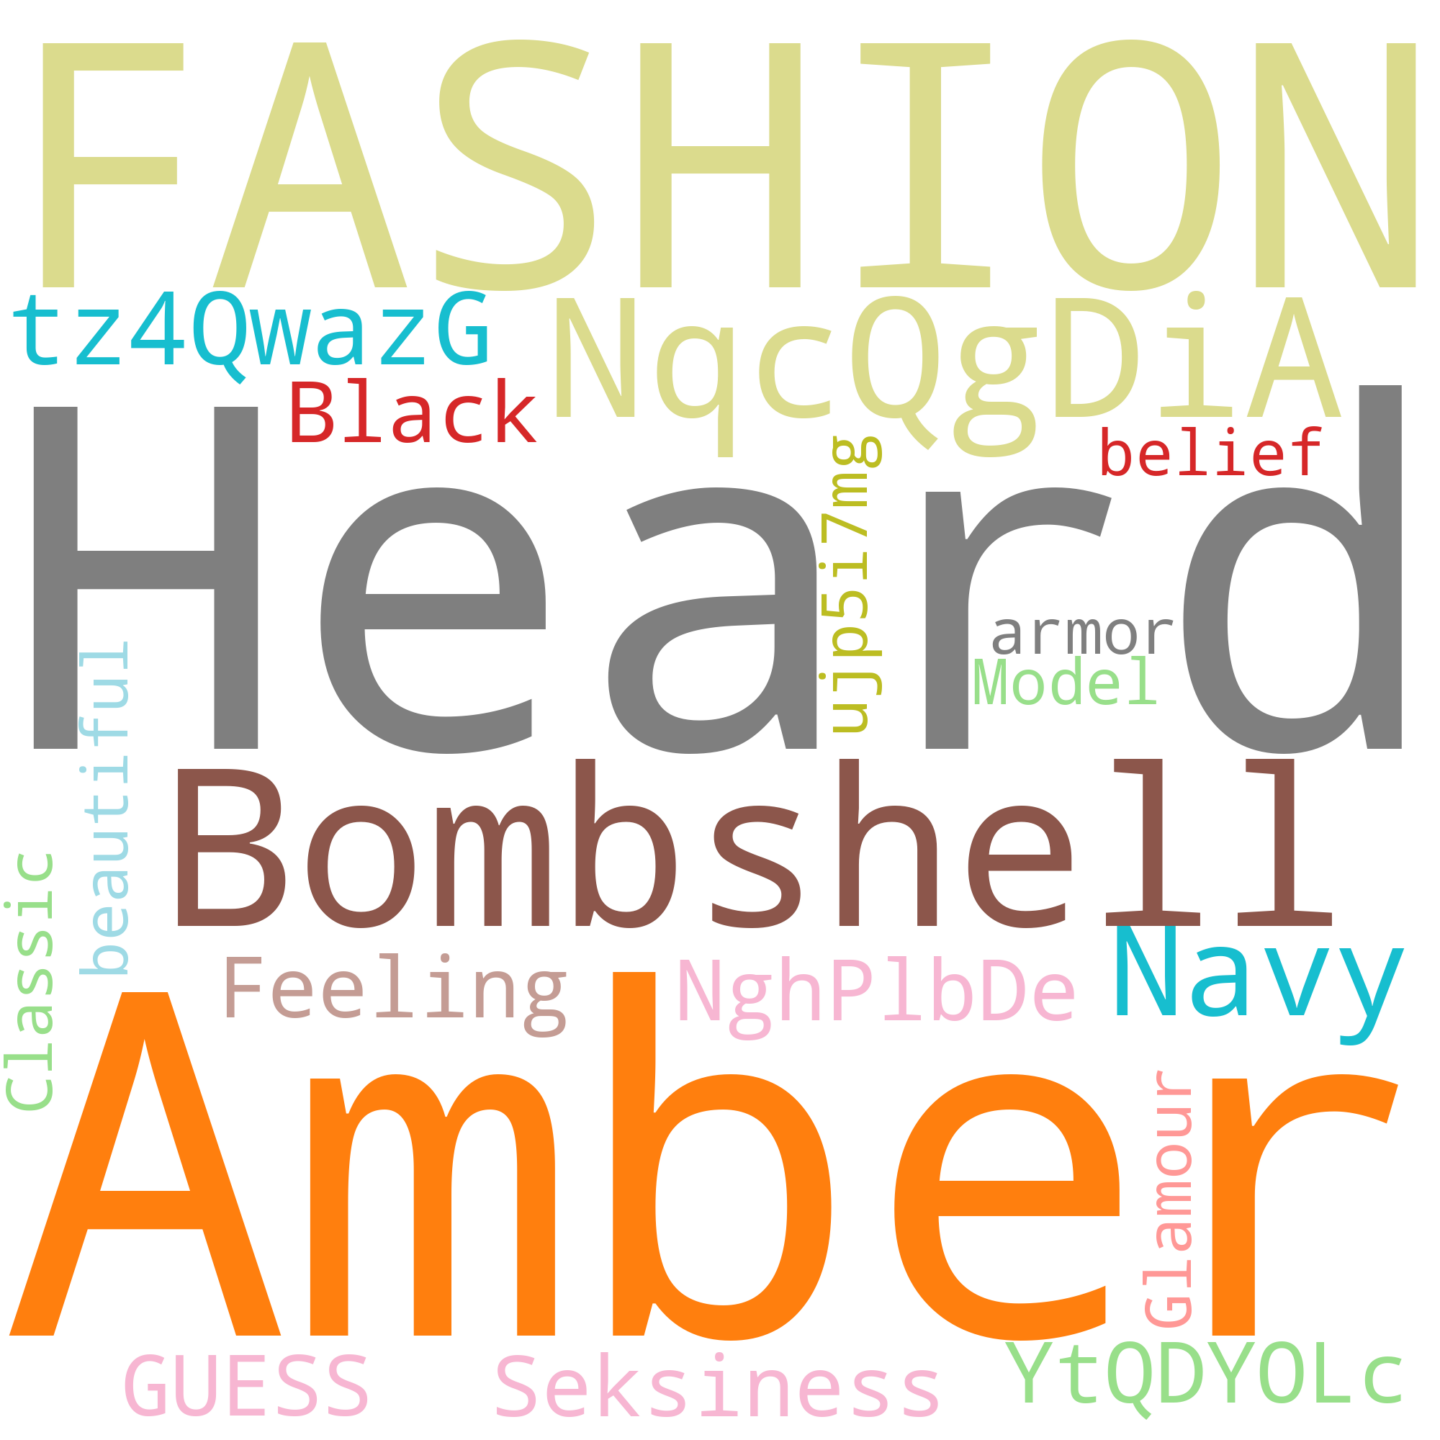 FASHION
tz4QwazG
NqcQgDiA
Black
belief
Heard
ujp5i7mg
armor
Model
beautiful
Bombshell
Classic
Feeling
NghPlbDe
Navy
Amber
Glamour
GUESS
Seksiness
YtQDYOLc